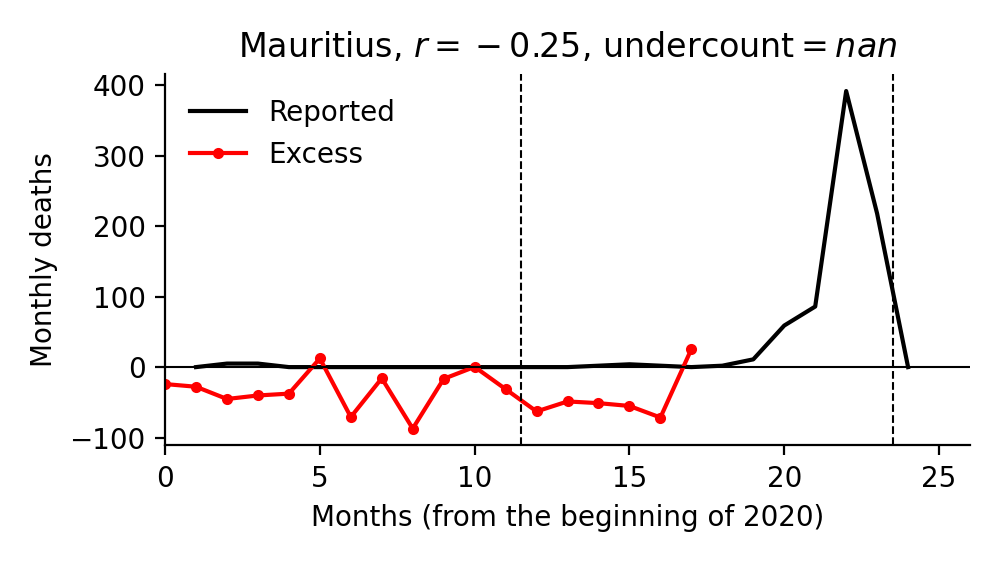 Mauritius, r = −0.25, undercount = nan
Reported
Excess
Monthly deaths
400
300
200
100
0
−100
0 5 10 15 20 25
Months (from the beginning of 2020)